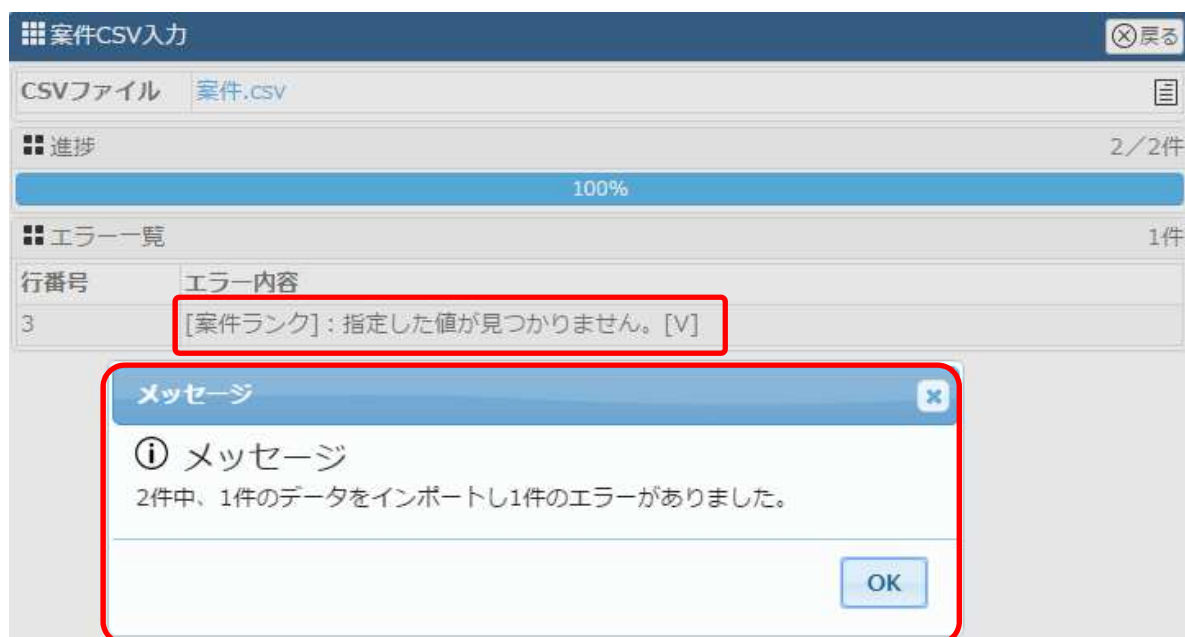 案件CSV入力 戻る
CSVファイル 案件.csv
進捗 2／2件
100%
エラー一覧 1件
行番号 エラー内容
3 [案件ランク]：指定した値が見つかりません。[V]
メッセージ
メッセージ
2件中、1件のデータをインポートし1件のエラーがありました。
OK